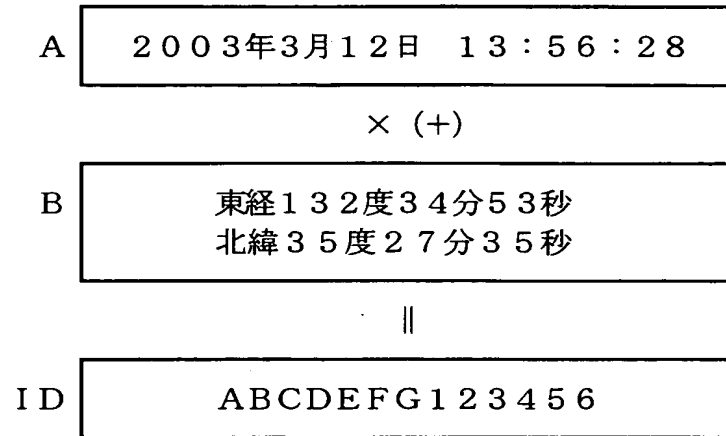 A ２００３年３月１２日 １３：５６：２８
×（+）
B 東経１３２度３４分５３秒
北緯３５度２７分３５秒
||
ID ABCDEFG１２３４５６